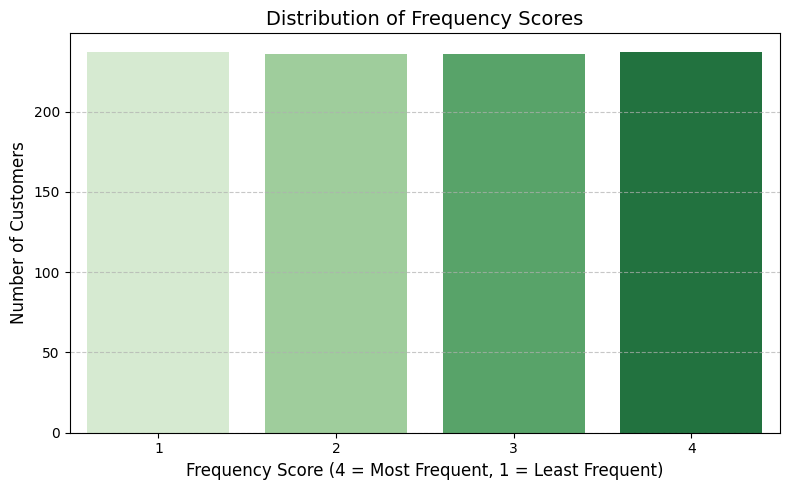 Distribution of Frequency Scores
Number of Customers
200
150
100
50
0
1 2 3 4
Frequency Score (4 = Most Frequent, 1 = Least Frequent)